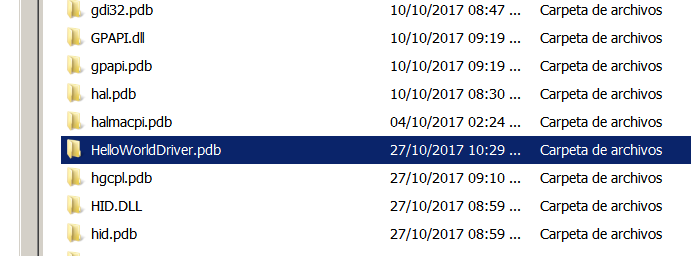 gdi32.pdb 10/10/2017 08:47 ... Carpeta de archivos
GPAPI.dll 10/10/2017 09:19 ... Carpeta de archivos
gpapi.pdb 10/10/2017 09:19 ... Carpeta de archivos
hal.pdb 10/10/2017 08:30 ... Carpeta de archivos
halmacpi.pdb 04/10/2017 02:24 ... Carpeta de archivos
HelloWorldDriver.pdb 27/10/2017 10:29 ... Carpeta de archivos
hgcpl.pdb 27/10/2017 09:10 ... Carpeta de archivos
HID.DLL 27/10/2017 08:59 ... Carpeta de archivos
hid.pdb 27/10/2017 08:59 ... Carpeta de archivos